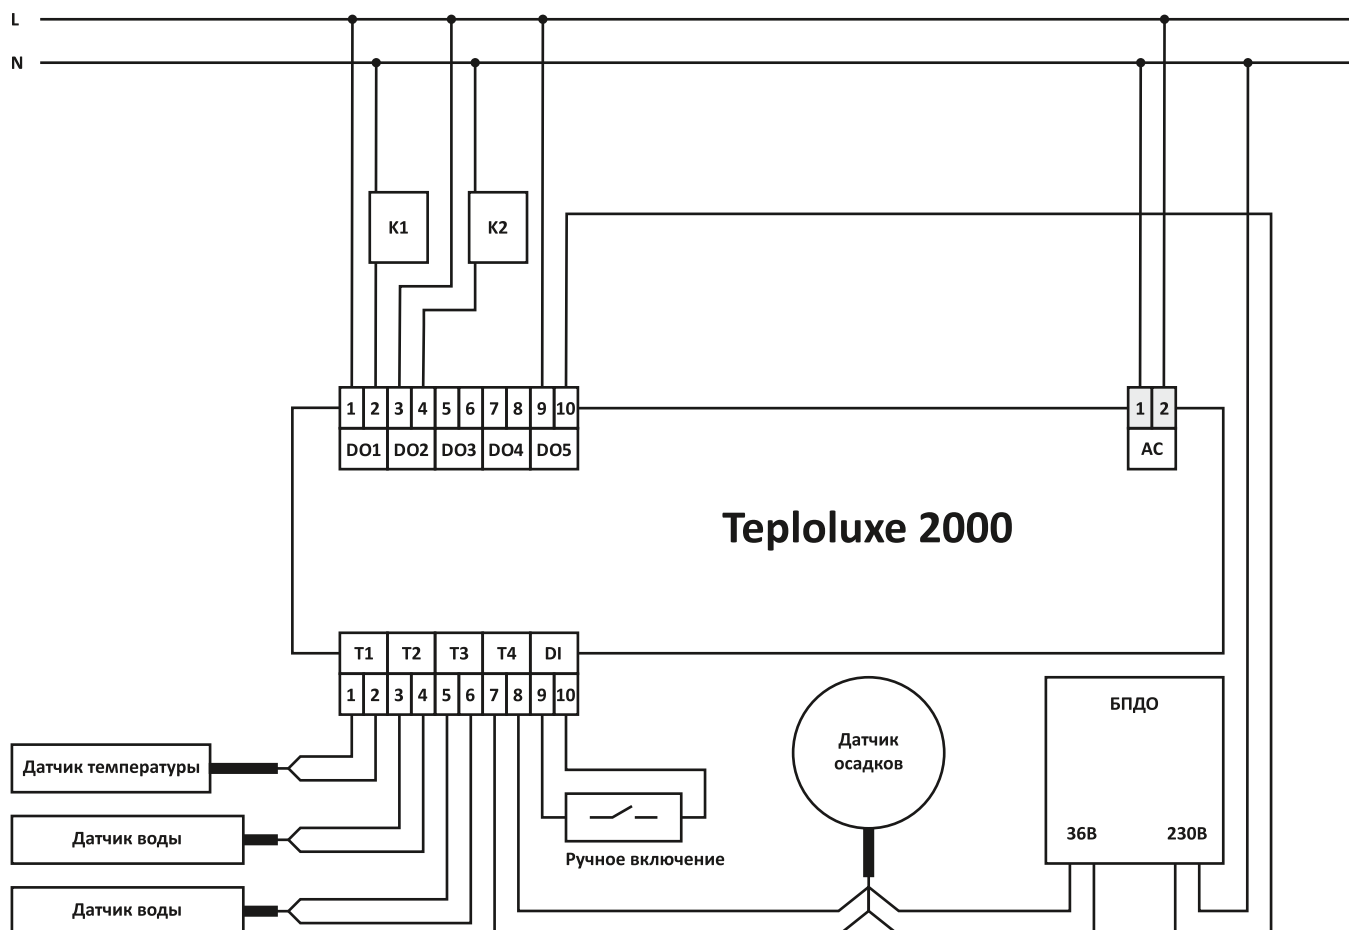 L
N
K1 K2
1 2 3 4 5 6 7 8 9 10 1 2
DO1 DO2 DO3 DO4 DO5 AC
Teploluxe 2000
T1 T2 T3 T4 DI
1 2 3 4 5 6 7 8 9 10
БПДО
Датчик
осадков
Датчик температуры
Датчик воды
36В 230В
Ручное включение
Датчик воды